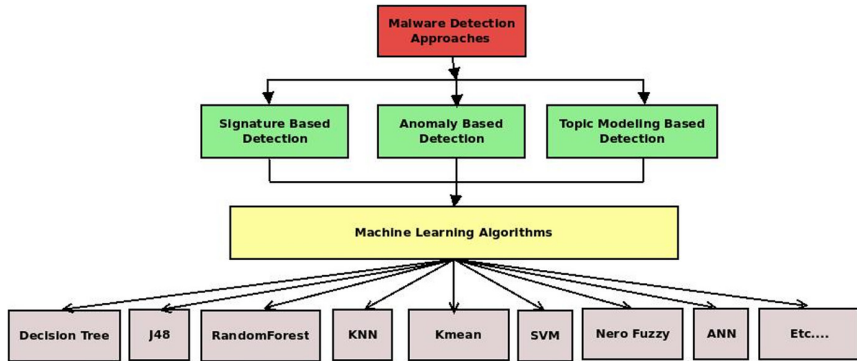 Malware Detection
Approaches
Signature Based
Detection
Anomaly Based
Detection
Topic Modeling Based
Detection
Machine Learning Algorithms
Decision Tree
J48
RandomForest
KNN
Kmean
SVM
Nero Fuzzy
ANN
Etc....